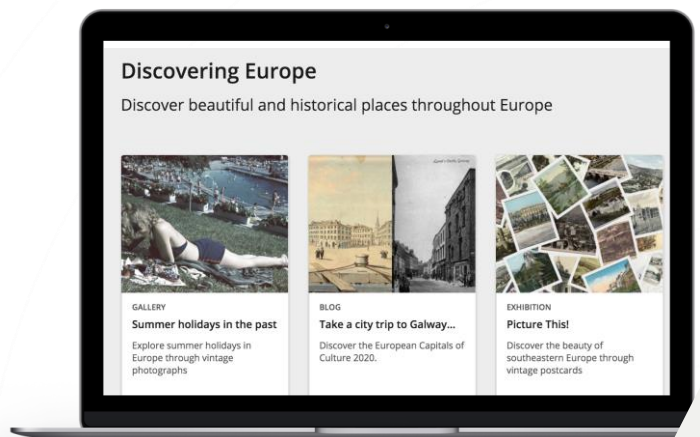 Discovering Europe
Discover beautiful and historical places throughout Europe
GALLERY
Summer holidays in the past
Explore summer holidays in
Europe through vintage
photographs
BLOG
Take a city trip to Galway...
Discover the European Capitals of
Culture 2020.
EXHIBITION
Picture This!
Discover the beauty of
southeastern Europe through
vintage postcards